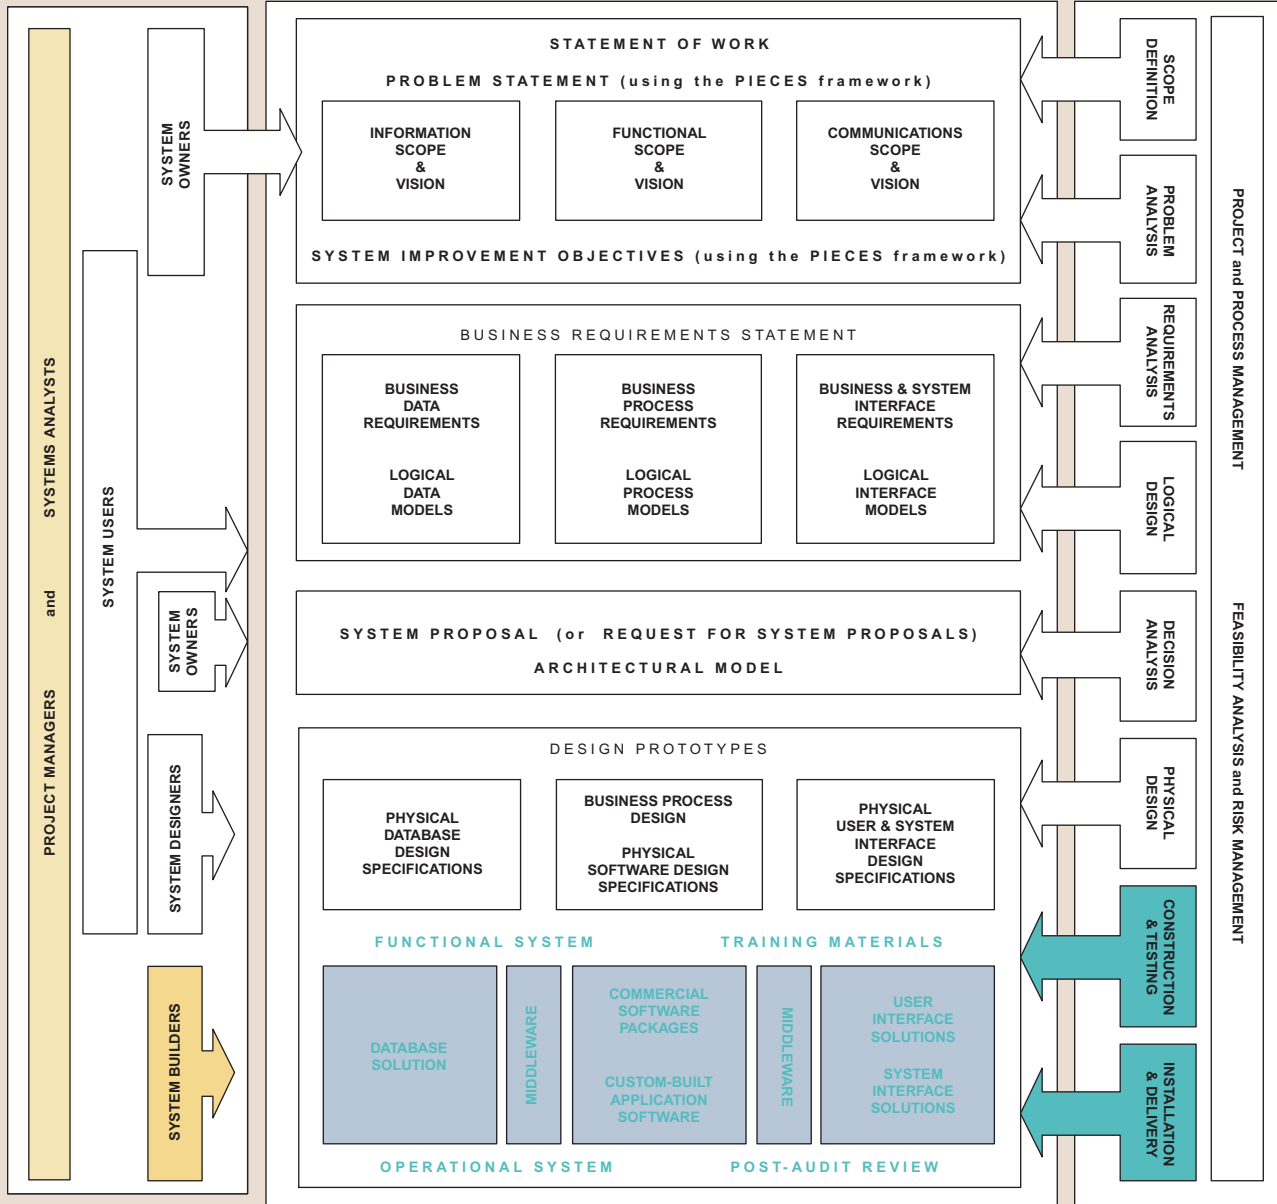 SYSTEMS ANALYSTS
and
PROJECT MANAGERS
SYSTEM USERS
SYSTEM
OWNERS
SYSTEM
OWNERS
SYSTEM DESIGNERS
SYSTEM BUILDERS
STATEMENT OF WORK
PROBLEM STATEMENT (using the PIECES framework)
INFORMATION
SCOPE
&
VISION
FUNCTIONAL
SCOPE
&
VISION
COMMUNICATIONS
SCOPE
&
VISION
SYSTEM IMPROVEMENT OBJECTIVES (using the PIECES framework)
BUSINESS REQUIREMENTS STATEMENT
BUSINESS
DATA
REQUIREMENTS
LOGICAL
DATA
MODELS
BUSINESS
PROCESS
REQUIREMENTS
LOGICAL
PROCESS
MODELS
BUSINESS & SYSTEM
INTERFACE
REQUIREMENTS
LOGICAL
INTERFACE
MODELS
SYSTEM PROPOSAL (or REQUEST FOR SYSTEM PROPOSALS)
ARCHITECTURAL MODEL
DESIGN PROTOTYPES
PHYSICAL
DATABASE
DESIGN
SPECIFICATIONS
BUSINESS PROCESS
DESIGN
PHYSICAL
SOFTWARE DESIGN
SPECIFICATIONS
PHYSICAL
USER & SYSTEM
INTERFACE
DESIGN
SPECIFICATIONS
FUNCTIONAL SYSTEM
TRAINING MATERIALS
DATABASE
SOLUTION
MIDDLEWARE
COMMERCIAL
SOFTWARE
PACKAGES
CUSTOM-BUILT
APPLICATION
SOFTWARE
MIDDLEWARE
USER
INTERFACE
SOLUTIONS
SYSTEM
INTERFACE
SOLUTIONS
OPERATIONAL SYSTEM
POST-AUDIT REVIEW
SCOPE
DEFINITION
PROBLEM
ANALYSIS
REQUIREMENTS
ANALYSIS
LOGICAL
DESIGN
DECISION
ANALYSIS
PHYSICAL
DESIGN
CONSTRUCTION
& TESTING
INSTALLATION
& DELIVERY
PROJECT and PROCESS MANAGEMENT
FEASIBILITY ANALYSIS and RISK MANAGEMENT